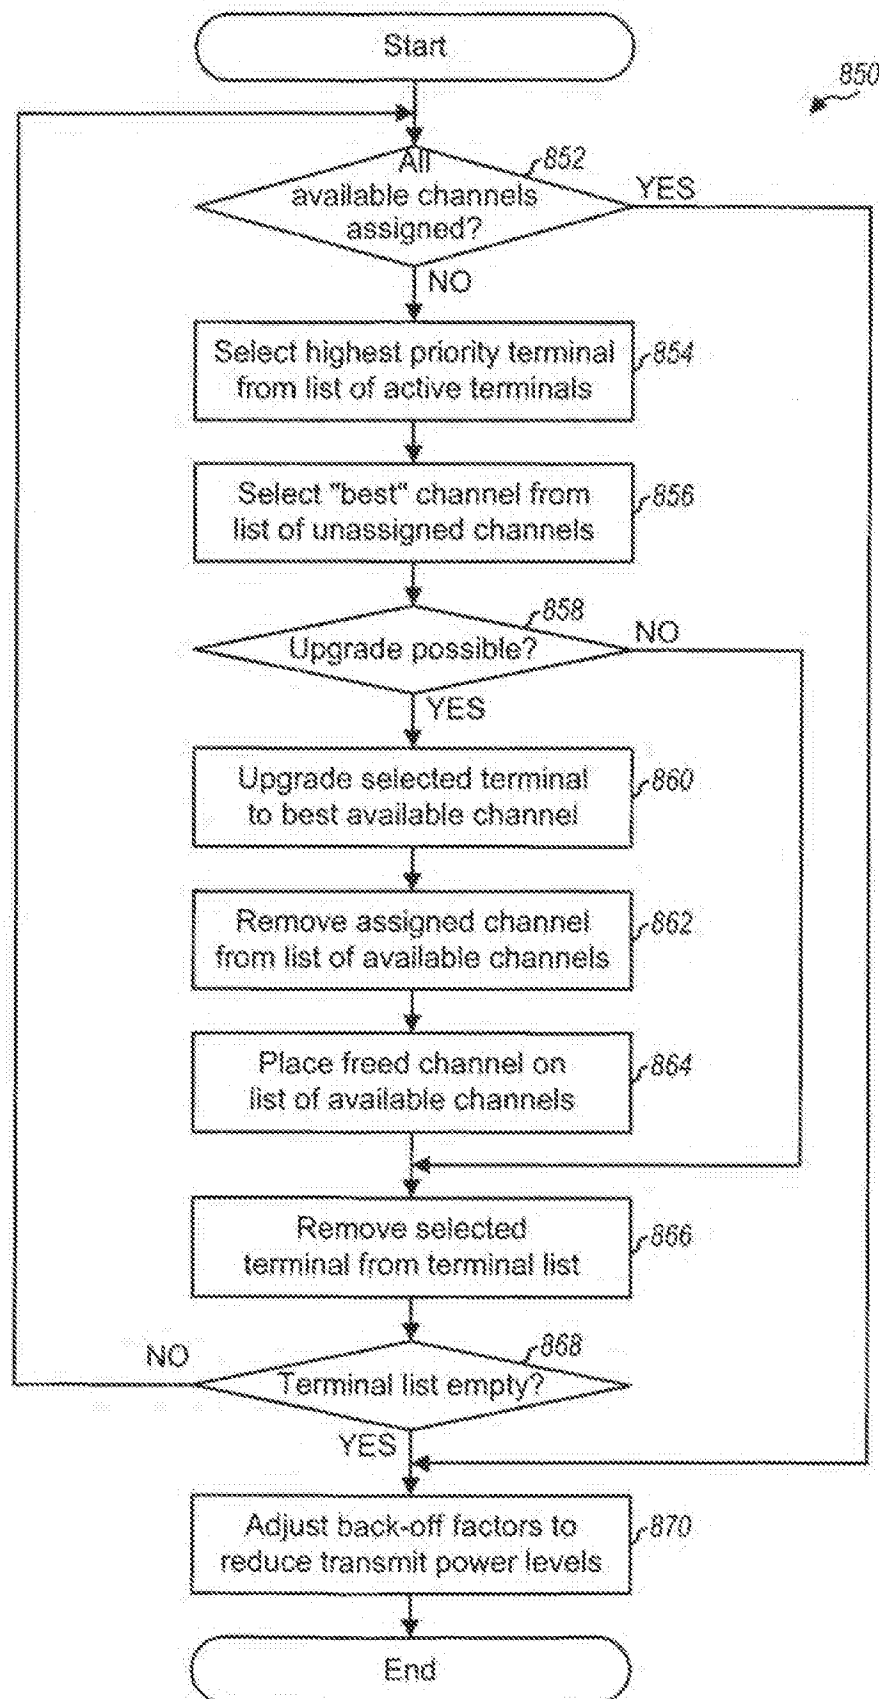 Start
850
852
All
available channels
assigned?
YES
NO
Select highest priority terminal
from list of active terminals
854
Select "best" channel from
list of unassigned channels
856
858
Upgrade possible?
NO
YES
Upgrade selected terminal
to best available channel
860
Remove assigned channel
from list of available channels
862
Place freed channel on
list of available channels
864
Remove selected
terminal from terminal list
866
868
NO
Terminal list empty?
YES
Adjust back-off factors to
reduce transmit power levels
870
End